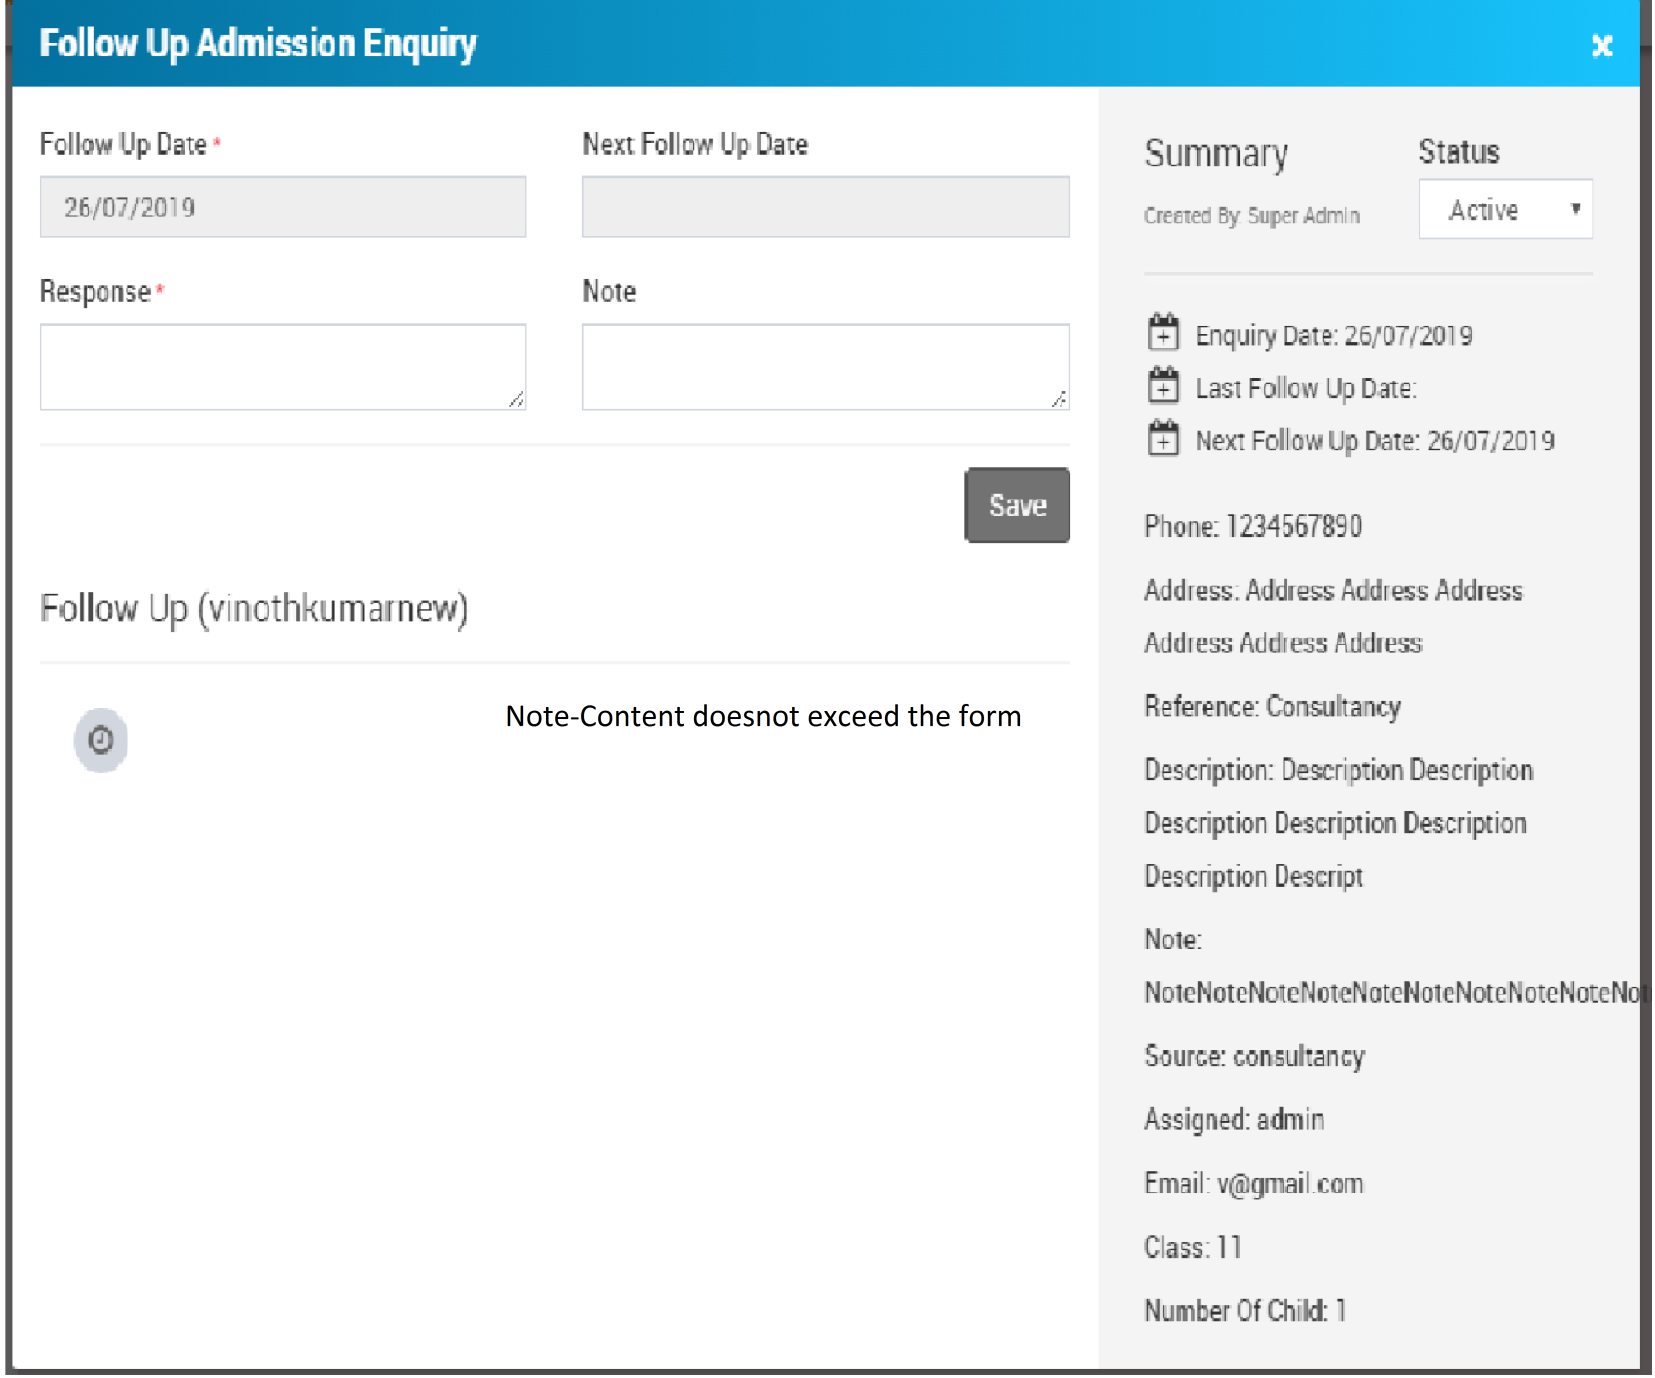 Follow Up Admission Enquiry
x
Follow Up Date *
Next Follow Up Date
26/07/2019
Response *
Note
Save
Follow Up (vinothkumarnew)
Note-Content doesnot exceed the form
Summary
Status
Created By: Super Admin
Active
Enquiry Date: 26/07/2019
Last Follow Up Date:
Next Follow Up Date: 26/07/2019
Phone: 1234567890
Address: Address Address Address
Address Address Address
Reference: Consultancy
Description: Description Description
Description Description Description
Description Descript
Note:
NoteNoteNoteNoteNoteNoteNoteNoteNoteNot
Source: consultancy
Assigned: admin
Email: v@gmail.com
Class: 11
Number Of Child: 1